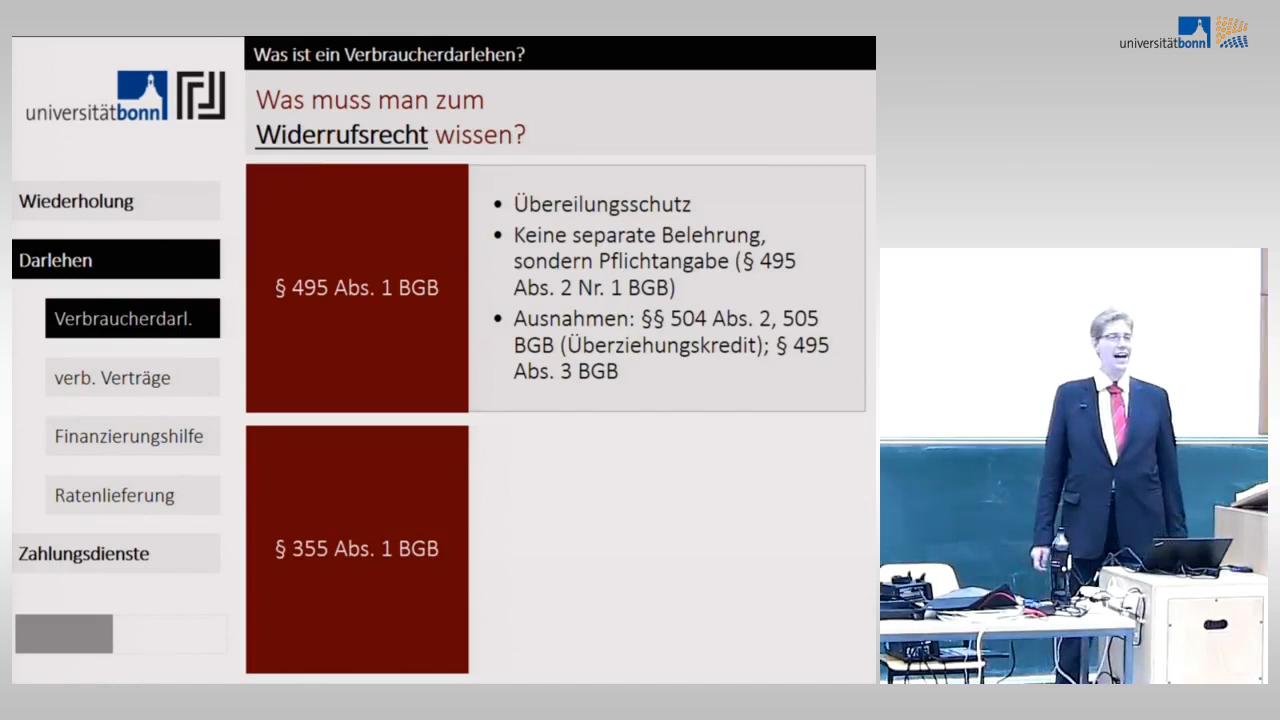 universitätbonn
Was ist ein Verbraucherdarlehen?
universitätbonn
Was muss man zum
Widerrufsrecht wissen?
Wiederholung
Darlehen
Verbraucherdarl.
verb. Verträge
Finanzierungshilfe
Ratenlieferung
Zahlungsdienste
§ 495 Abs. 1 BGB
• Übereilungsschutz
• Keine separate Belehrung,
sondern Pflichtangabe (§ 495
Abs. 2 Nr. 1 BGB)
• Ausnahmen: §§ 504 Abs. 2, 505
BGB (Überziehungskredit); § 495
Abs. 3 BGB
§ 355 Abs. 1 BGB